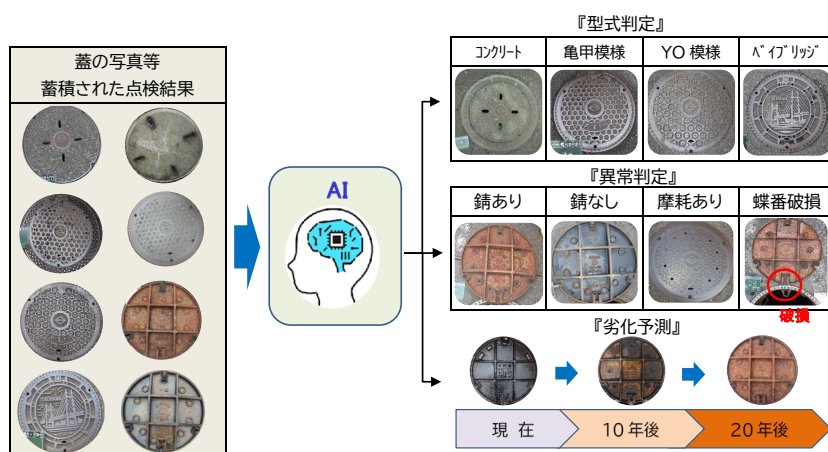 蓋の写真等
蓄積された点検結果
AI
『型式判定』
コンクリート
亀甲模様
YO模様
ベイブリッジ
『異常判定』
錆あり
錆なし
摩耗あり
蝶番破損
破損
『劣化予測』
現 在
10年後
20年後